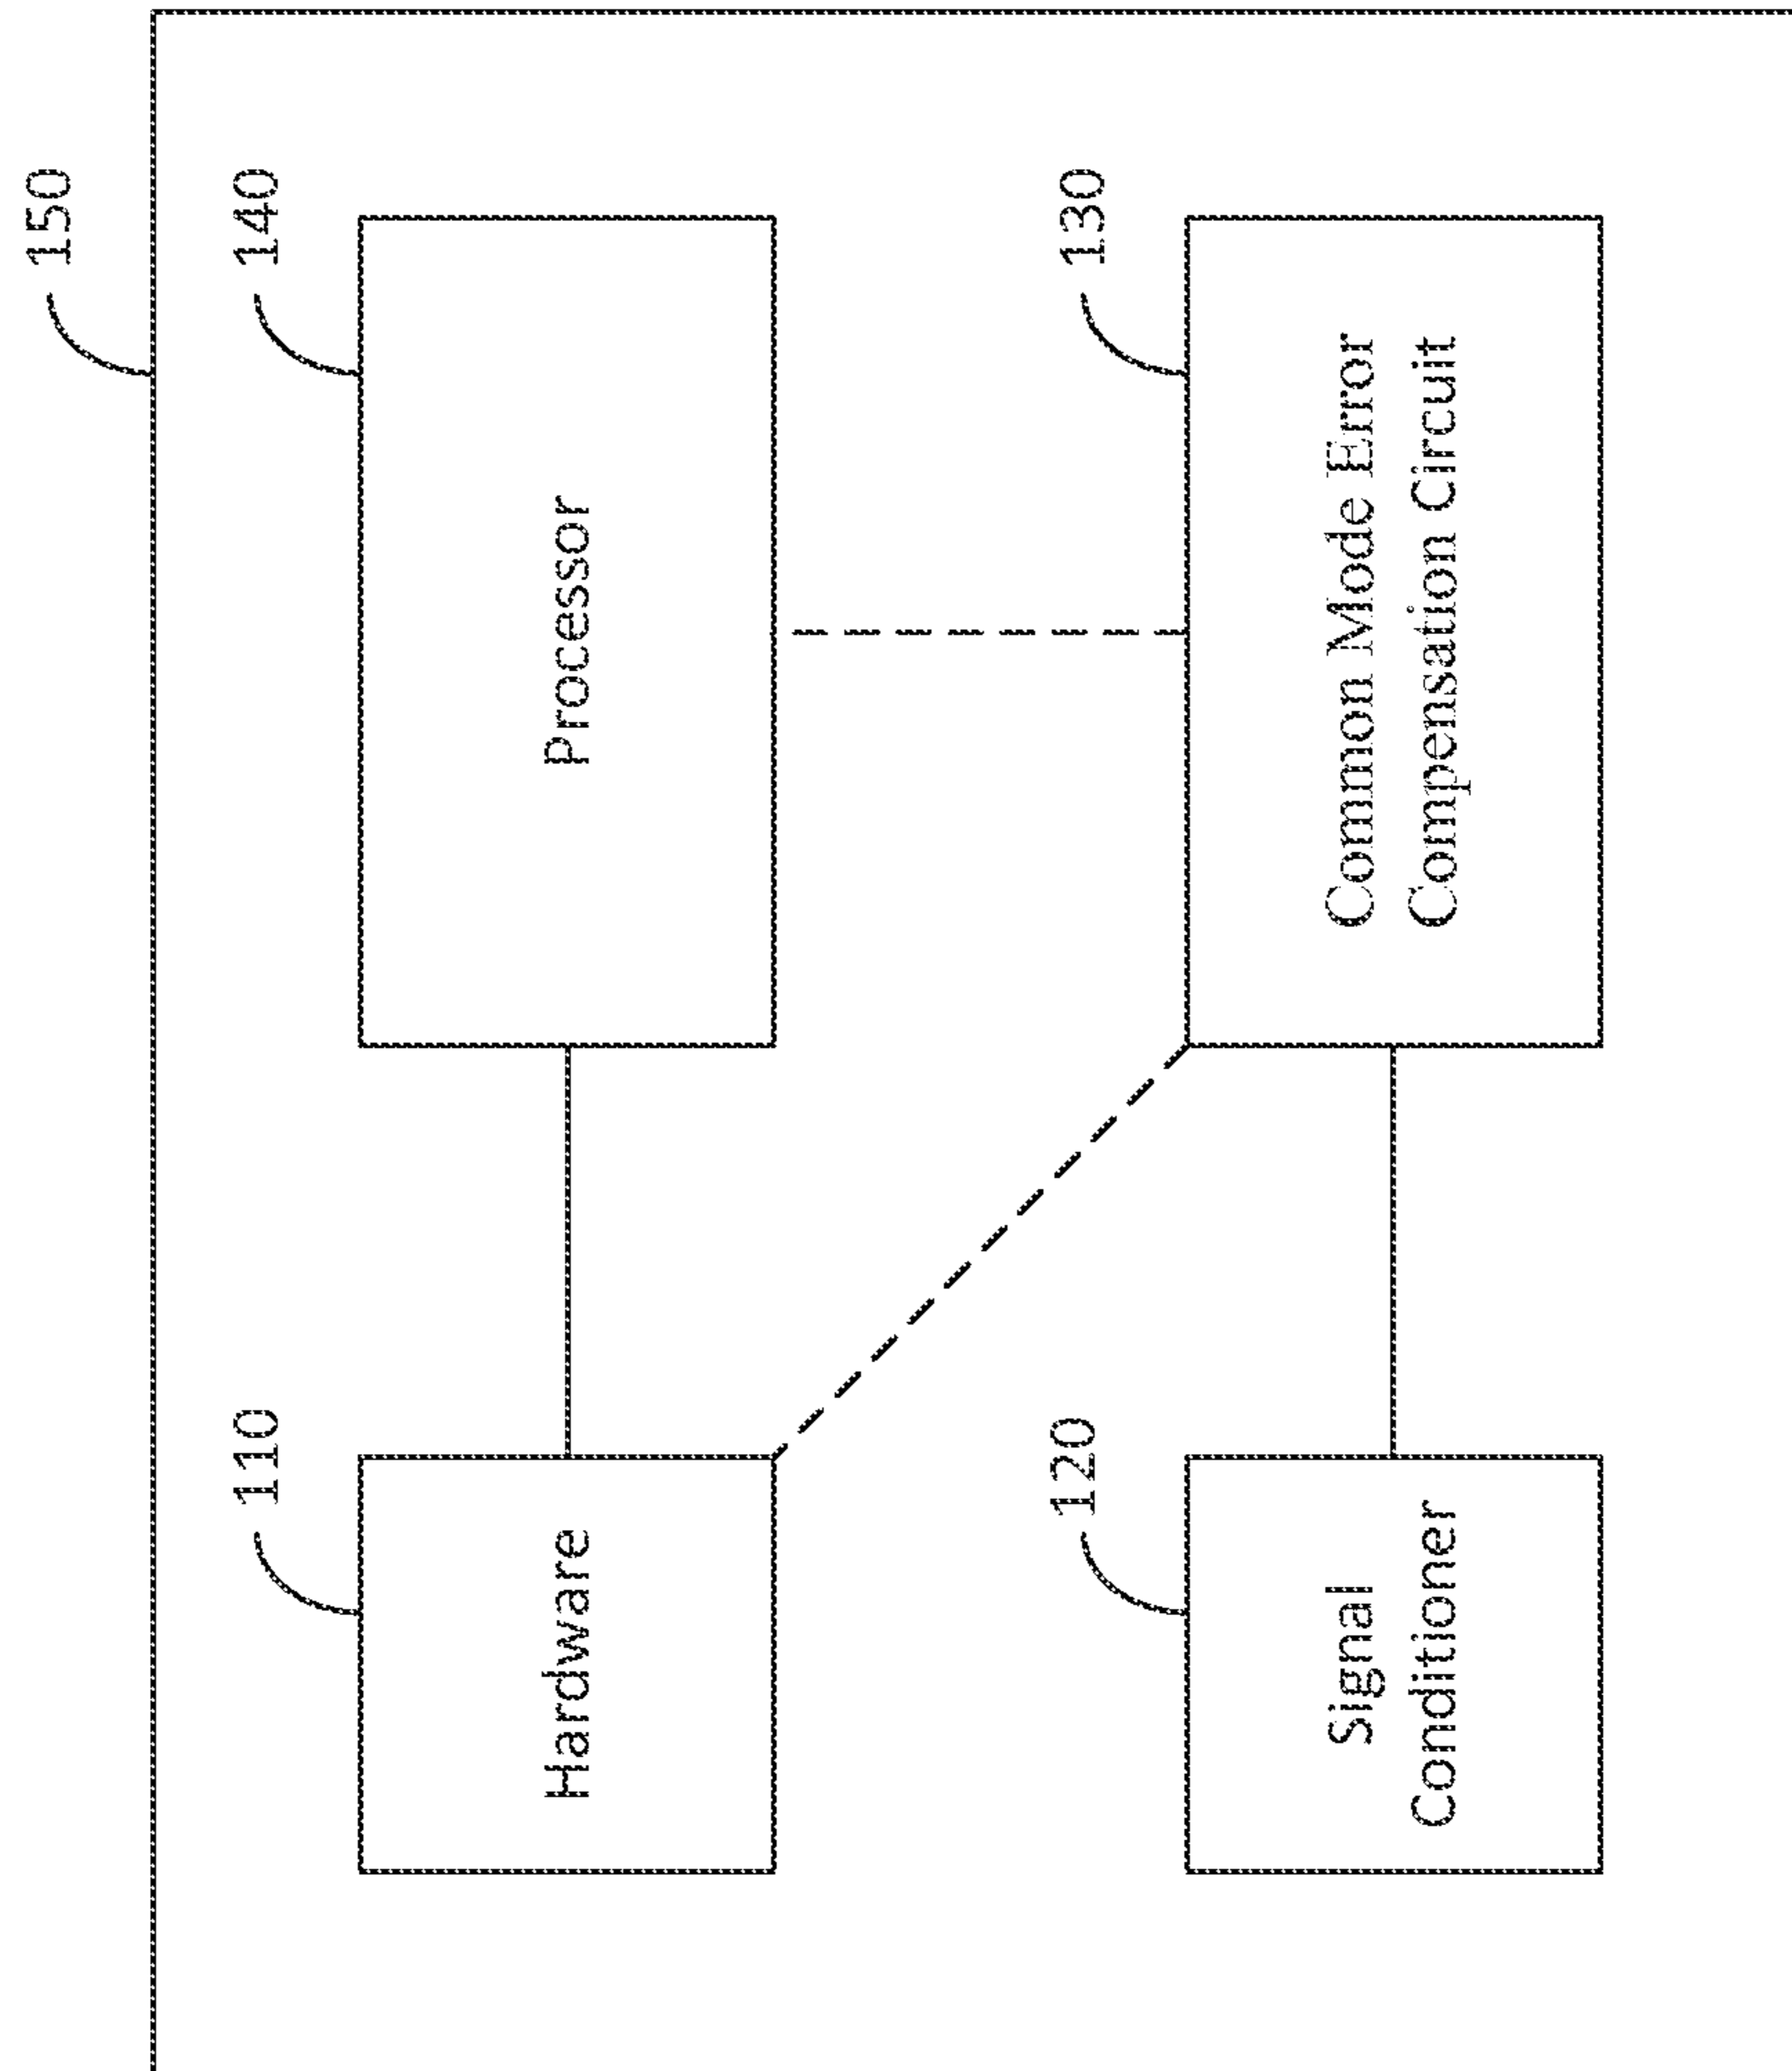 150
110
Hardware
140
Processor
120
Signal
Conditioner
130
Common Mode Error
Compensation Circuit